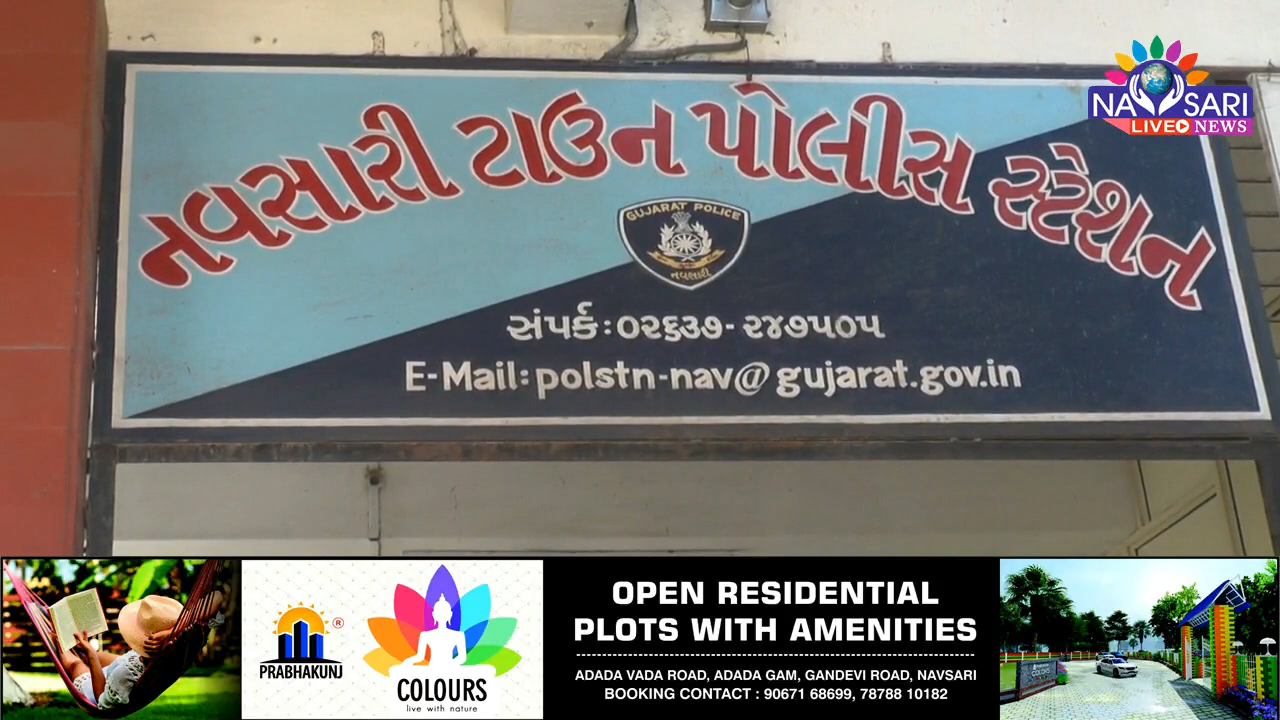 નવસારી ટાઉન પોલીસ સ્ટેશન
GUJARAT POLICE
નવસારી
સંપર્ક : ૦૨૬૩૭- ૨૪૭૫૦૫
E-Mail: polstn-nav@gujarat.gov.in
NAVSARI
LIVE NEWS
PRABHAKUNJ ®
COLOURS
live with nature
OPEN RESIDENTIAL
PLOTS WITH AMENITIES
ADADA VADA ROAD, ADADA GAM, GANDEVI ROAD, NAVSARI
BOOKING CONTACT : 90671 68699, 78788 10182